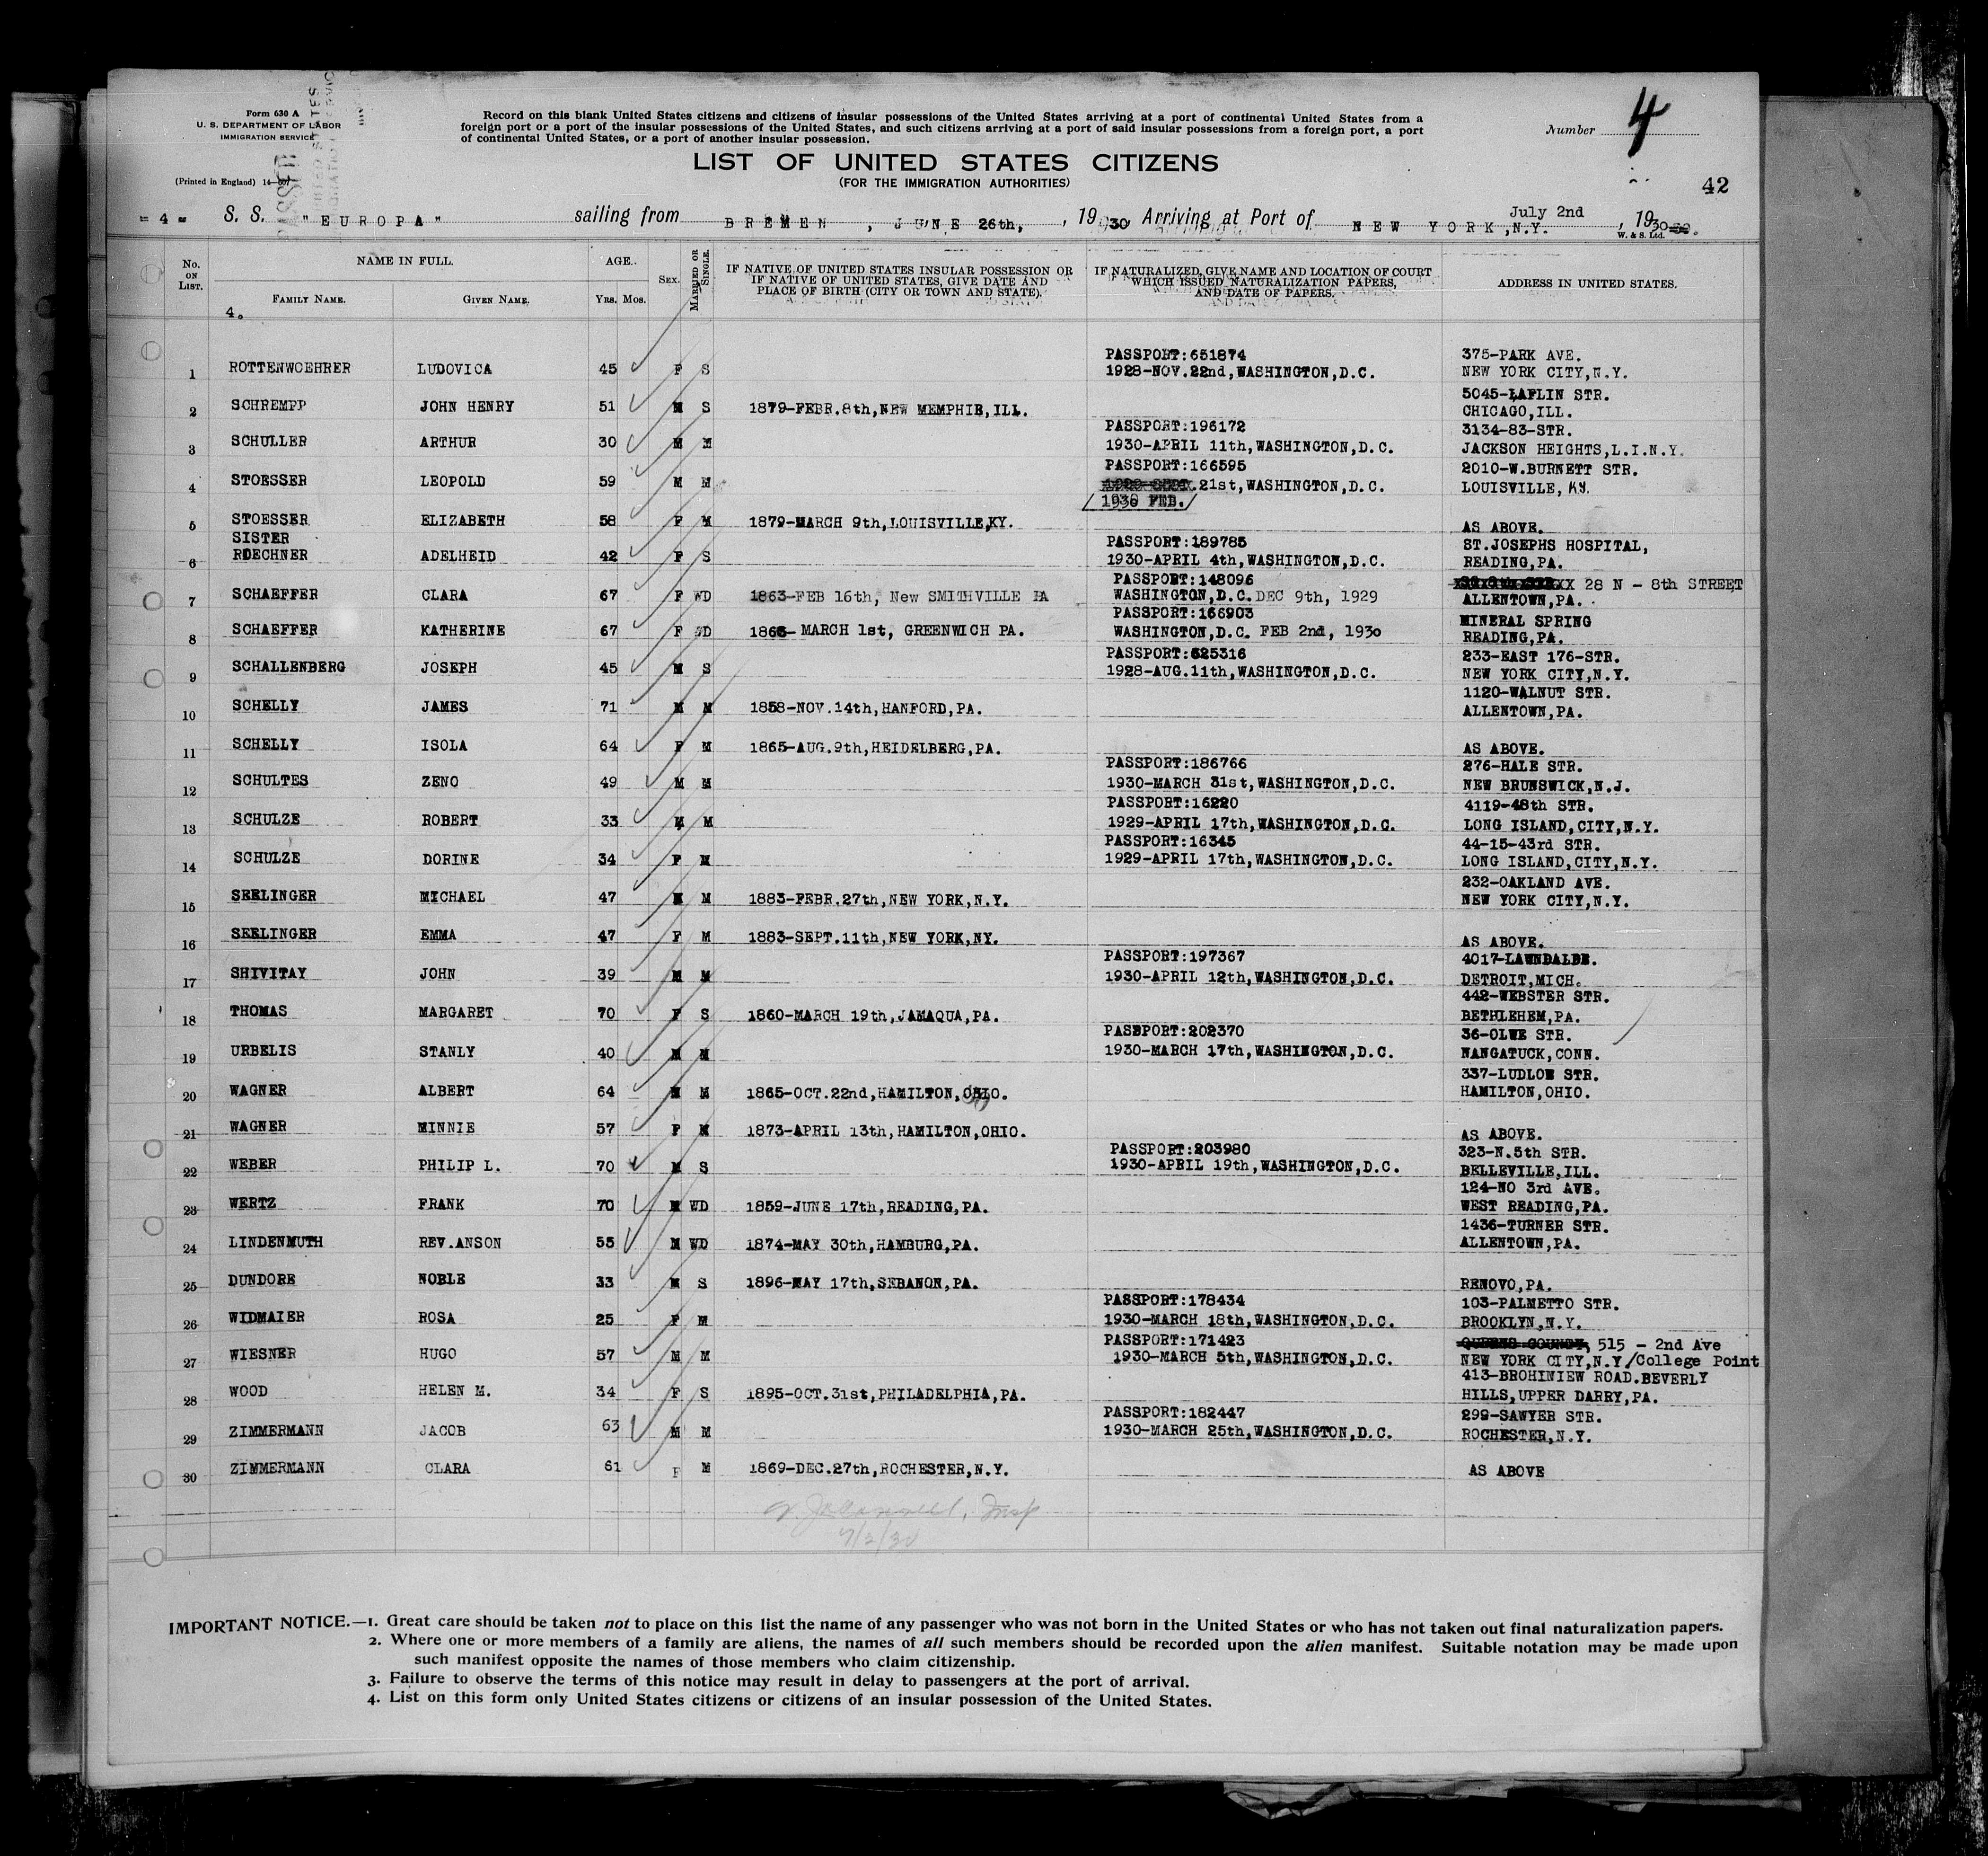 Form 630 A
U. S. DEPARTMENT OF LABOR
IMMIGRATION SERVICE
(Printed in England)
Record on this blank United States citizens and citizens of insular possessions of the United States arriving at a port of continental United States from a
foreign port or a port of the insular possessions of the United States, and such citizens arriving at a port of said insular possessions from a foreign port, a port
of continental United States, or a port of another insular possession.
Number 4
LIST OF UNITED STATES CITIZENS
(FOR THE IMMIGRATION AUTHORITIES)
42
= 4 = S. S. "EUROPA" sailing from BREMEN, JUNE 26th, , 1930 Arriving at Port of NEW YORK, N.Y. July 2nd , 1930
W. & S. Ltd.
No. ON LIST. NAME IN FULL. AGE. SEX. MARRIED OR SINGLE. IF NATIVE OF UNITED STATES INSULAR POSSESSION OR IF NATIVE OF UNITED STATES, GIVE DATE AND PLACE OF BIRTH (CITY OR TOWN AND STATE). IF NATURALIZED, GIVE NAME AND LOCATION OF COURT WHICH ISSUED NATURALIZATION PAPERS, AND DATE OF PAPERS. ADDRESS IN UNITED STATES.
FAMILY NAME. GIVEN NAME. YRS. MOS.
4.
PASSPORT:651874 375-PARK AVE.
1 ROTTENWOEHRER LUDOVICA 45 F S 1928-NOV.22nd,WASHINGTON,D.C. NEW YORK CITY,N.Y.
5045-LAFLIN STR.
2 SCHREMPP JOHN HENRY 51 M S 1879-FEBR.8th,NEW MEMPHIE,ILL. CHICAGO,ILL.
PASSPORT:196172 3134-83-STR.
3 SCHULLER ARTHUR 30 M M 1930-APRIL 11th,WASHINGTON,D.C. JACKSON HEIGHTS,L.I.N.Y.
PASSPORT:166595 2010-W.BURNETT STR.
4 STOESSER LEOPOLD 59 M M 21st,WASHINGTON,D.C. LOUISVILLE, KY.
/1930 FEB./
5 STOESSER ELIZABETH 58 F M 1879-MARCH 9th,LOUISVILLE,KY. AS ABOVE.
SISTER PASSPORT:189785 ST.JOSEPHS HOSPITAL,
6 ROECHNER ADELHEID 42 F S 1930-APRIL 4th,WASHINGTON,D.C. READING,PA.
PASSPORT:148096 28 N - 8th STREET
7 SCHAEFFER CLARA 67 F WD 1863-FEB 16th, New SMITHVILLE PA WASHINGTON,D.C. DEC 9th, 1929 ALLENTOWN,PA.
PASSPORT:166903 MINERAL SPRING
8 SCHAEFFER KATHERINE 67 F WD 1863- MARCH 1st, GREENWICH PA. WASHINGTON,D.C. FEB 2nd, 1930 READING,PA.
PASSPORT:525316 233-EAST 176-STR.
9 SCHALLENBERG JOSEPH 45 M S 1928-AUG.11th,WASHINGTON,D.C. NEW YORK CITY,N.Y.
1120-WALNUT STR.
10 SCHELLY JAMES 71 M M 1858-NOV.14th,HANFORD,PA. ALLENTOWN,PA.
11 SCHELLY ISOLA 64 F M 1865-AUG.9th,HEIDELBERG,PA. AS ABOVE.
PASSPORT:186766 276-HALE STR.
12 SCHULTES ZENO 49 M M 1930-MARCH 31st,WASHINGTON,D.C. NEW BRUNSWICK,N.J.
PASSPORT:16220 4119-48th STR.
13 SCHULZE ROBERT 33 M M 1929-APRIL 17th,WASHINGTON,D.C. LONG ISLAND,CITY,N.Y.
PASSPORT:16345 44-15-43rd STR.
14 SCHULZE DORINE 34 F M 1929-APRIL 17th,WASHINGTON,D.C. LONG ISLAND,CITY,N.Y.
232-OAKLAND AVE.
15 SEELINGER MICHAEL 47 M M 1883-FEBR.27th,NEW YORK,N.Y. NEW YORK CITY,N.Y.
16 SEELINGER EMMA 47 F M 1883-SEPT.11th,NEW YORK,NY. AS ABOVE.
PASSPORT:197367 4017-LAWNDALDE.
17 SHIVITAY JOHN 39 M M 1930-APRIL 12th,WASHINGTON,D.C. DETROIT,MICH.
442-WEBSTER STR.
18 THOMAS MARGARET 70 F S 1860-MARCH 19th,JAMAQUA,PA. BETHLEHEM,PA.
PASSPORT:202370 36-OLWE STR.
19 URBELIS STANLY 40 M M 1930-MARCH 17th,WASHINGTON,D.C. NANGATUCK,CONN.
337-LUDLOW STR.
20 WAGNER ALBERT 64 M M 1865-OCT.22nd,HAMILTON,OHIO. HAMILTON,OHIO.
21 WAGNER MINNIE 57 F M 1873-APRIL 13th,HAMILTON,OHIO. AS ABOVE.
PASSPORT:203980 323-N.5th STR.
22 WEBER PHILIP L. 70 M S 1930-APRIL 19th,WASHINGTON,D.C. BELLEVILLE,ILL.
124-NO 3rd AVE.
23 WERTZ FRANK 70 M WD 1859-JUNE 17th,READING,PA. WEST READING,PA.
1436-TURNER STR.
24 LINDENMUTH REV.ANSON 55 M WD 1874-MAY 30th,HAMBURG,PA. ALLENTOWN,PA.
25 DUNDORE NOBLE 33 M S 1896-MAY 17th,SEBANON,PA. RENOVO,PA.
PASSPORT:178434 103-PALMETTO STR.
26 WIDMAIER ROSA 25 F M 1930-MARCH 18th,WASHINGTON,D.C. BROOKLYN,N.Y.
PASSPORT:171423 QUEENS COUNTY, 515 - 2nd Ave
27 WIESNER HUGO 57 M M 1930-MARCH 5th,WASHINGTON,D.C. NEW YORK CITY,N.Y./College Point
413-BROHINIEW ROAD.BEVERLY
28 WOOD HELEN M. 34 F S 1895-OCT.31st,PHILADELPHIA,PA. HILLS,UPPER DARRY,PA.
PASSPORT:182447 299-SAWYER STR.
29 ZIMMERMANN JACOB 63 M M 1930-MARCH 25th,WASHINGTON,D.C. ROCHESTER,N.Y.
30 ZIMMERMANN CLARA 61 F M 1869-DEC.27th,ROCHESTER,N.Y. AS ABOVE
7/2/30
IMPORTANT NOTICE.—1. Great care should be taken not to place on this list the name of any passenger who was not born in the United States or who has not taken out final naturalization papers.
2. Where one or more members of a family are aliens, the names of all such members should be recorded upon the alien manifest. Suitable notation may be made upon
such manifest opposite the names of those members who claim citizenship.
3. Failure to observe the terms of this notice may result in delay to passengers at the port of arrival.
4. List on this form only United States citizens or citizens of an insular possession of the United States.